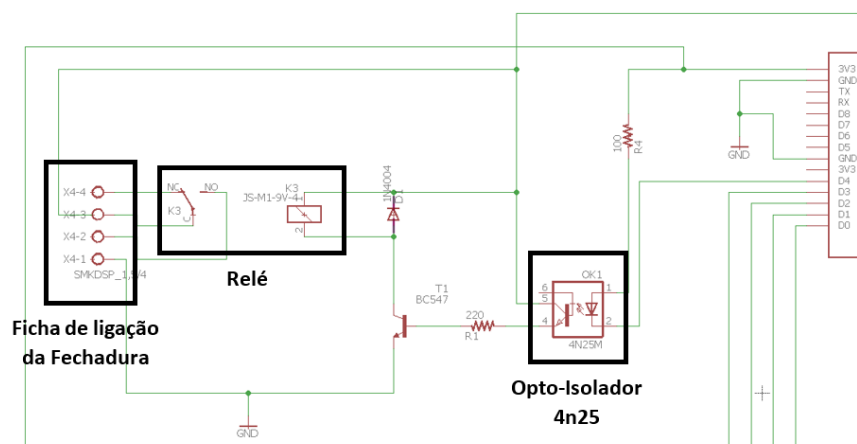 3V3
GND
TX
RX
D8
D7
D6
D5
GND
3V3
D4
D3
D2
D1
D0
100
R4
GND
X4-4
X4-3
X4-2
X4-1
SMKDSP_1,5/4
NC
NO
K3
C
K3
JS-M1-9V-4
1
2
1N4004
D1
Relé
Ficha de ligação
da Fechadura
T1
BC547
220
R1
OK1
6
5
4
1
2
4N25M
Opto-Isolador
4n25
GND